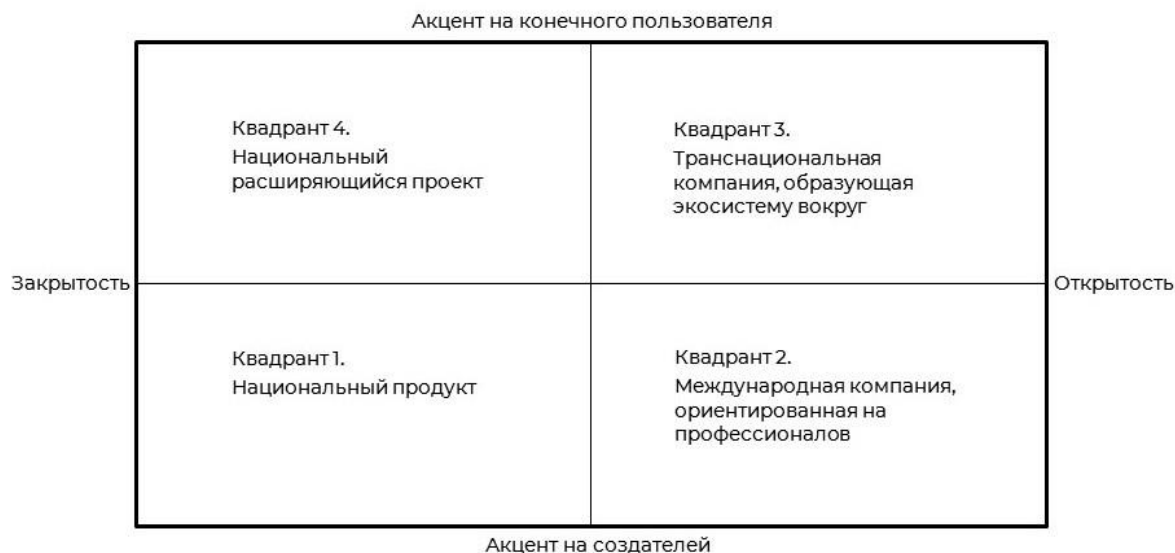 Акцент на конечного пользователя
Квадрант 4.
Национальный
расширяющийся проект
Квадрант 3.
Транснациональная
компания, образующая
экосистему вокруг
Закрытость
Открытость
Квадрант 1.
Национальный продукт
Квадрант 2.
Международная компания,
ориентированная на
профессионалов
Акцент на создателей